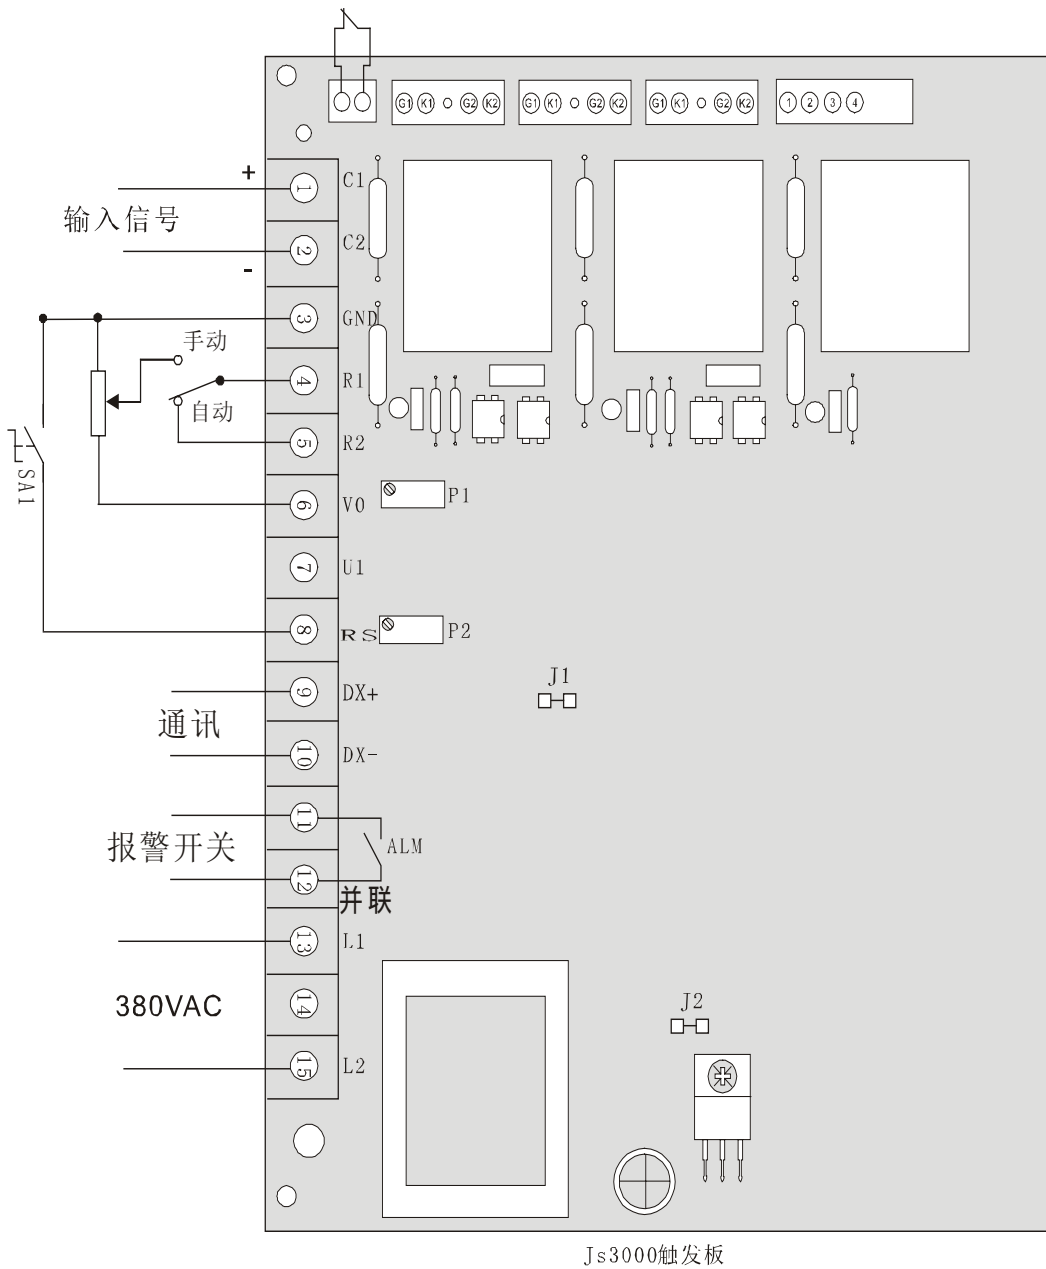 G1 K1 G2 K2 G1 K1 G2 K2 G1 K1 G2 K2 1 2 3 4
+
1 C1
输入信号
2 C2
-
3 GND
手动
4 R1
自动
5 R2
SA1
6 V0 P1
7 U1
8 RS P2
J1
9 DX+
通讯
10 DX-
11
报警开关 ALM
12
并联
13 L1
380VAC
14 J2
15 L2
Js3000触发板